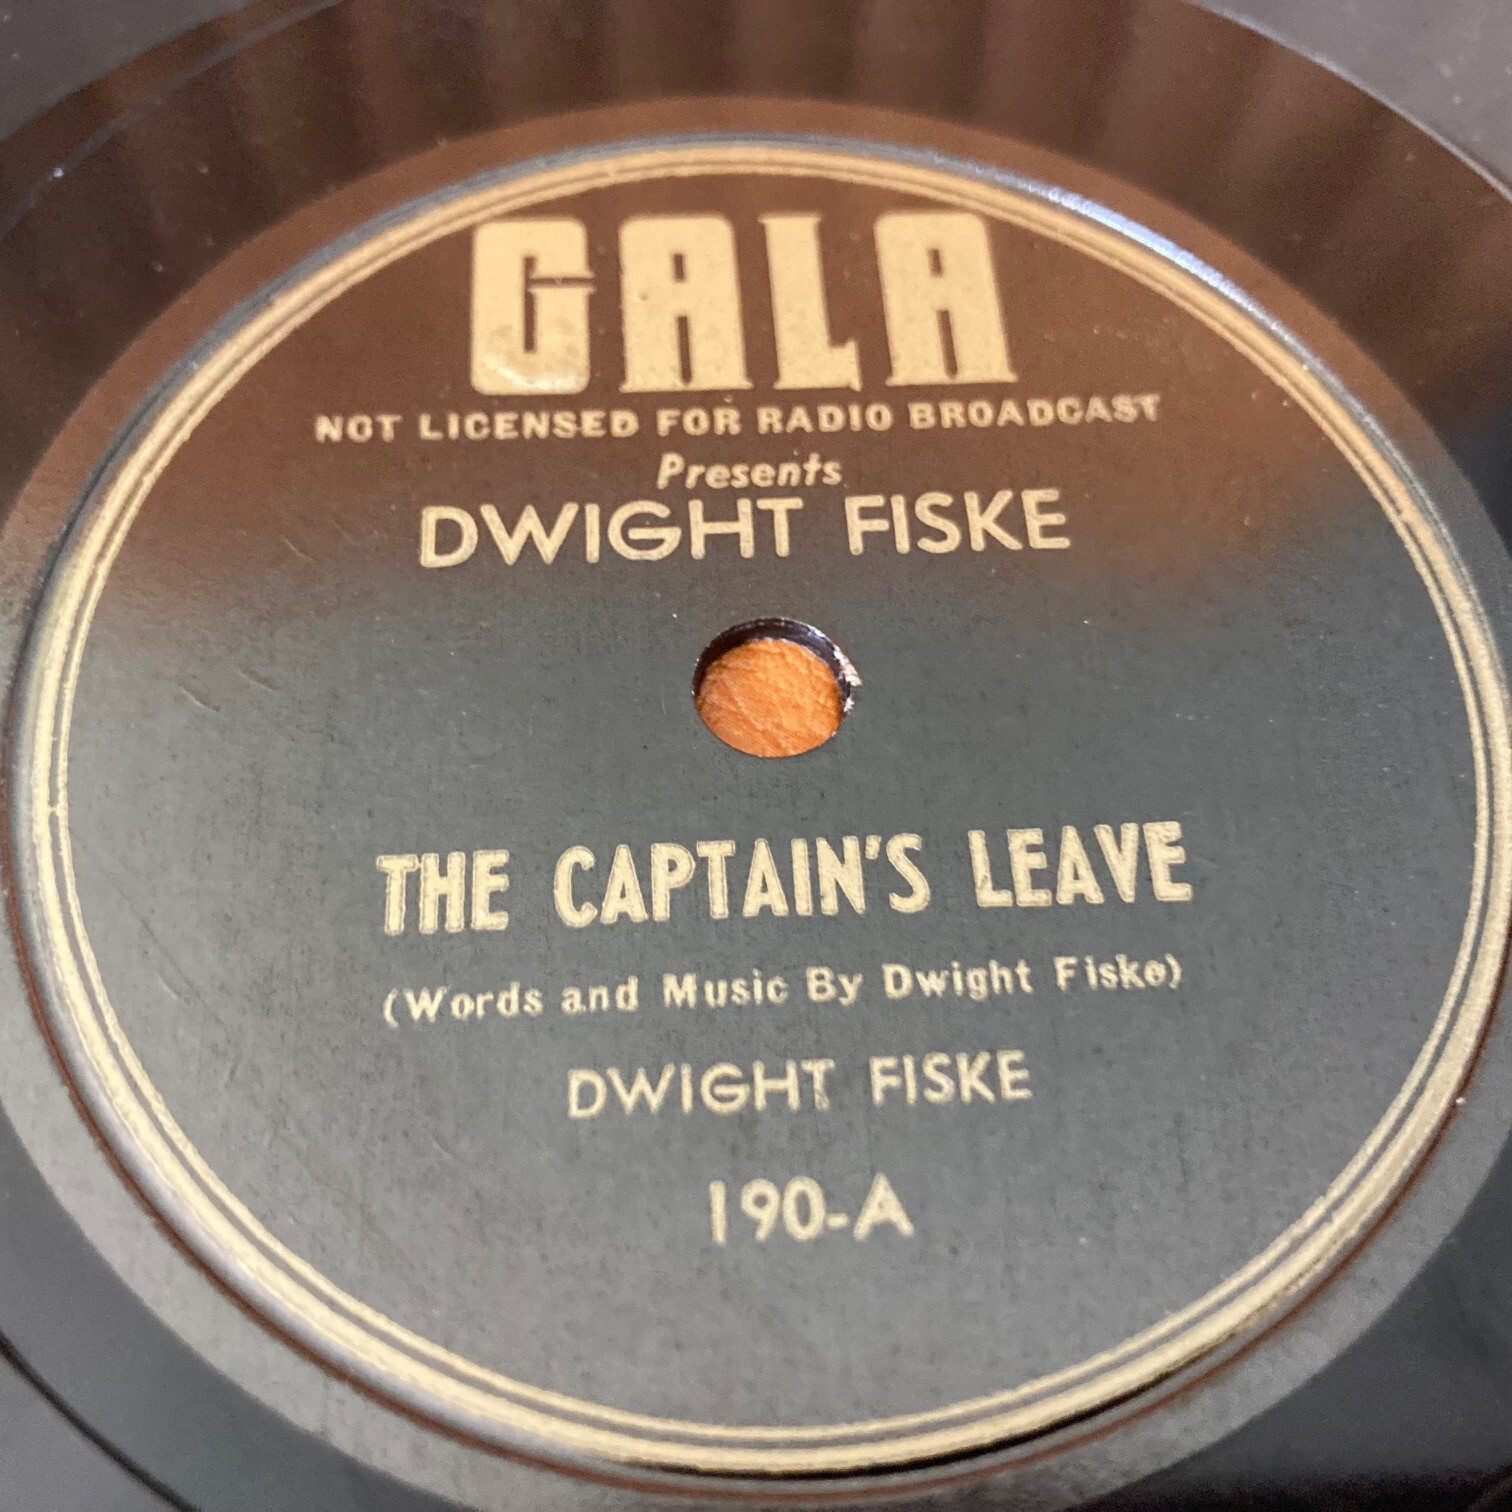 GALA
NOT LICENSED FOR RADIO BROADCAST
Presents
DWIGHT FISKE
THE CAPTAIN'S LEAVE
(Words and Music By Dwight Fiske)
DWIGHT FISKE
190-A